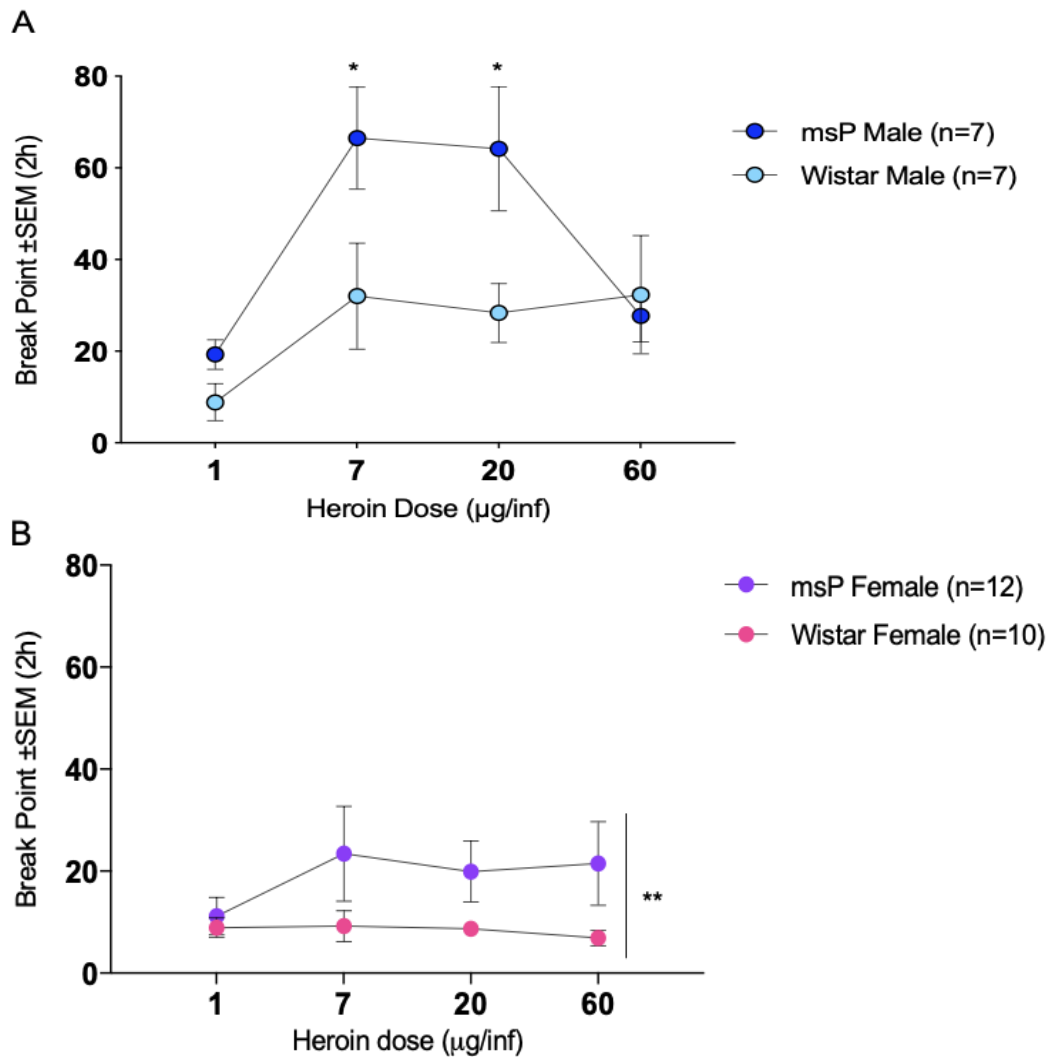 A
* *
80
60
40
20
0
Break Point ±SEM (2h)
1 7 20 60
Heroin Dose (µg/inf)
msP Male (n=7)
Wistar Male (n=7)
B
80
60
40
20
0
Break Point ±SEM (2h)
1 7 20 60
Heroin dose (μg/inf)
msP Female (n=12)
Wistar Female (n=10)
**